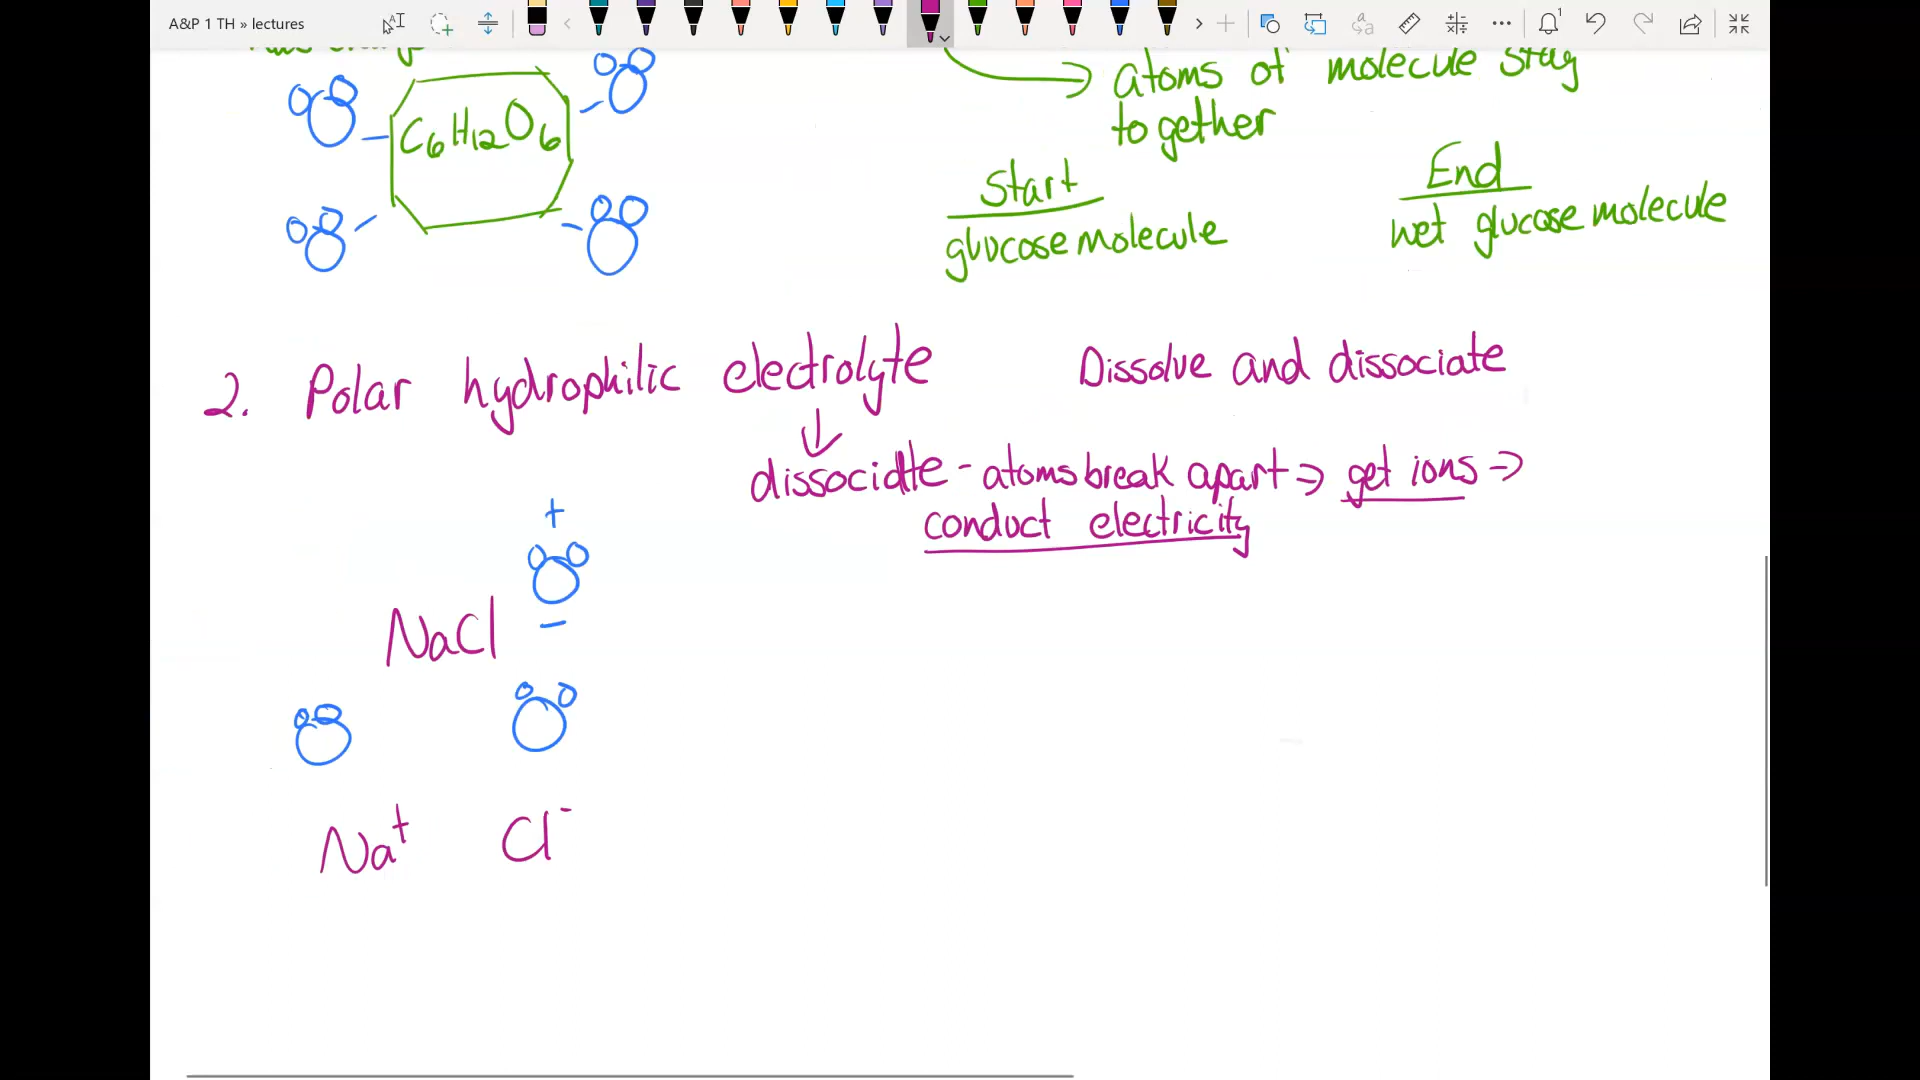 A&P 1 TH » lectures
atoms of molecule stay
together
C6H12O6
Start
End
glucose molecule
wet glucose molecule
2. Polar hydrophilic electrolyte
Dissolve and dissociate
dissociate - atoms break apart → get ions →
conduct electricity
+
NaCl
–
Na+ Cl-